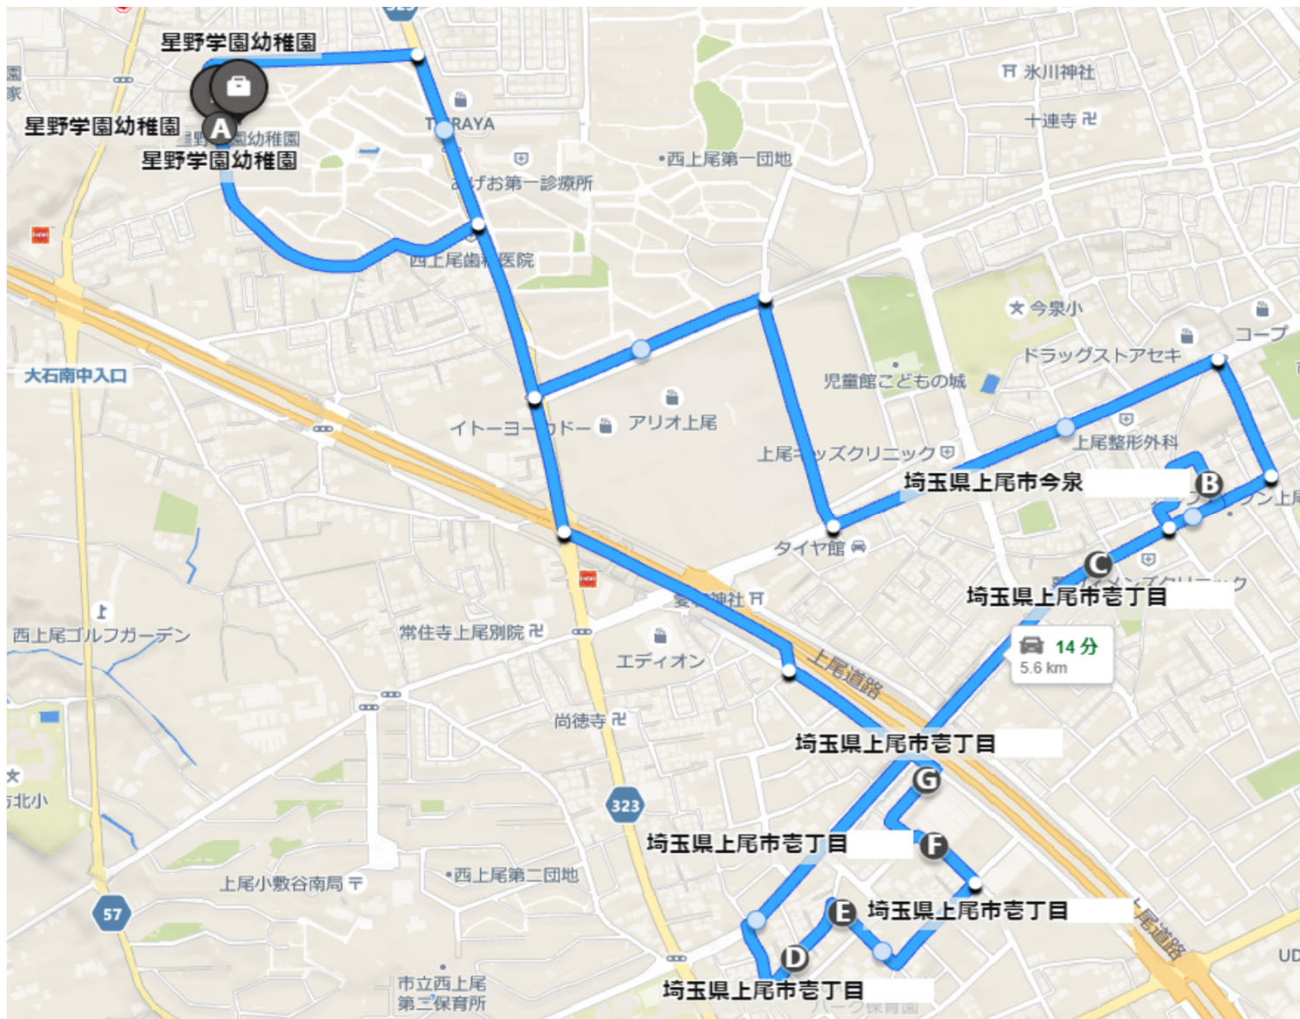 323
星野学園幼稚園
氷川神社
十連寺
星野学園幼稚園
A
星野学園幼稚園
西上尾第一団地
あげお第一診療所
西上尾歯科医院
今泉小
コープ
ドラッグストアセキ
大石南中入口
児童館こどもの城
アリオ上尾
イトーヨーカドー
上尾整形外科
上尾キッズクリニック
埼玉県上尾市今泉
B
タイヤ館
C
埼玉県上尾市壱丁目
愛宕神社
14 分
5.6 km
常住寺上尾別院
西上尾ゴルフガーデン
エディオン
上尾道路
尚徳寺
埼玉県上尾市壱丁目
G
323
埼玉県上尾市壱丁目
F
西上尾第二団地
上尾小敷谷南局
57
E
埼玉県上尾市壱丁目
上尾道路
D
UD
埼玉県上尾市壱丁目
市立西上尾
第二保育所